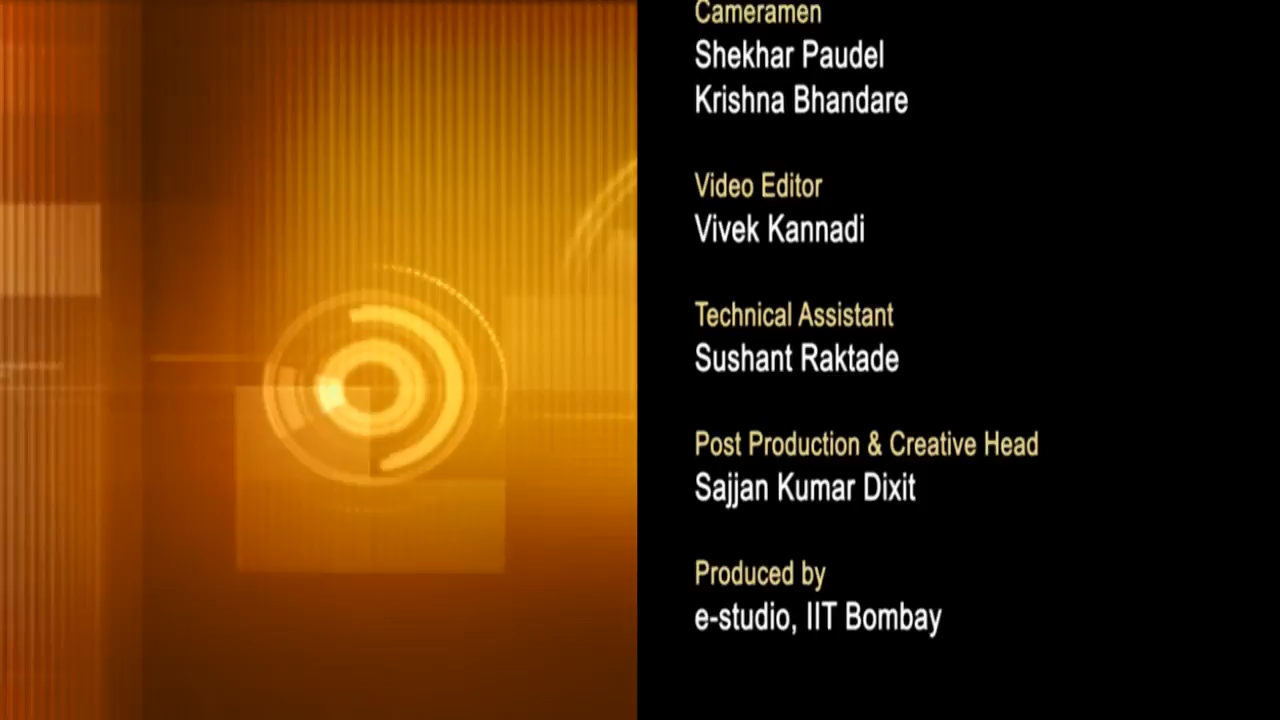 Cameramen
Shekhar Paudel
Krishna Bhandare
Video Editor
Vivek Kannadi
Technical Assistant
Sushant Raktade
Post Production & Creative Head
Sajjan Kumar Dixit
Produced by
e-studio, IIT Bombay